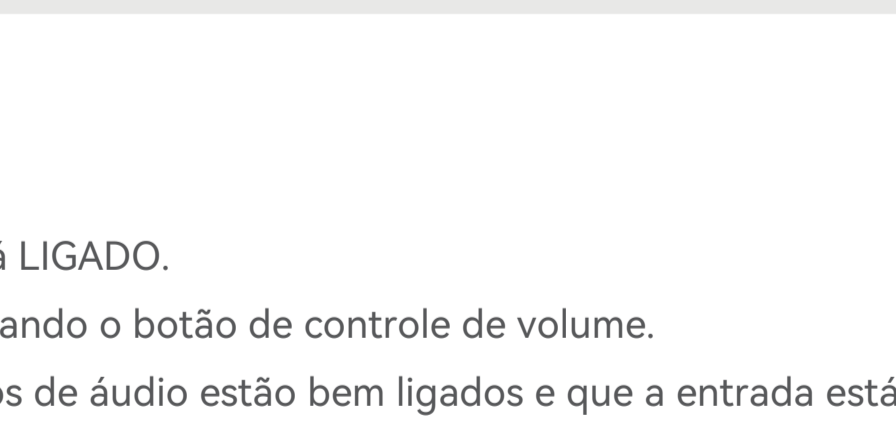 á LIGADO.
ando o botão de controle de volume.
os de áudio estão bem ligados e que a entrada está